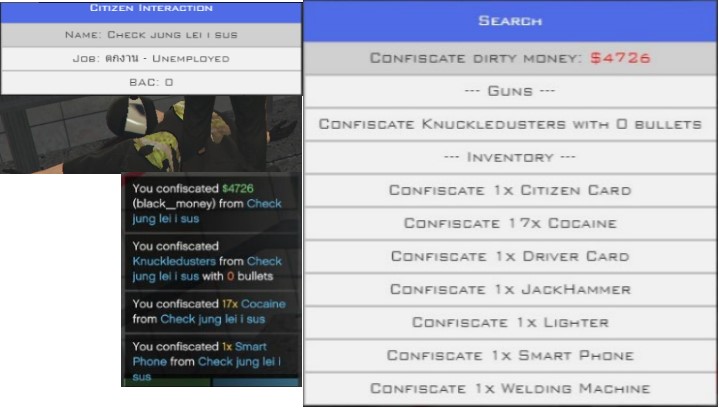 Citizen Interaction
Name: Check jung lei i sus
Job: ตกงาน - Unemployed
BAC: 0
You confiscated $4726
(black_money) from Check
jung lei i sus
You confiscated
Knuckledusters from Check
jung lei i sus with 0 bullets
You confiscated 17x Cocaine
from Check jung lei i sus
You confiscated 1x Smart
Phone from Check jung lei i
sus
Search
Confiscate dirty money: $4726
--- Guns ---
Confiscate Knuckledusters with 0 bullets
--- Inventory ---
Confiscate 1x Citizen Card
Confiscate 17x Cocaine
Confiscate 1x Driver Card
Confiscate 1x JackHammer
Confiscate 1x Lighter
Confiscate 1x Smart Phone
Confiscate 1x Welding Machine